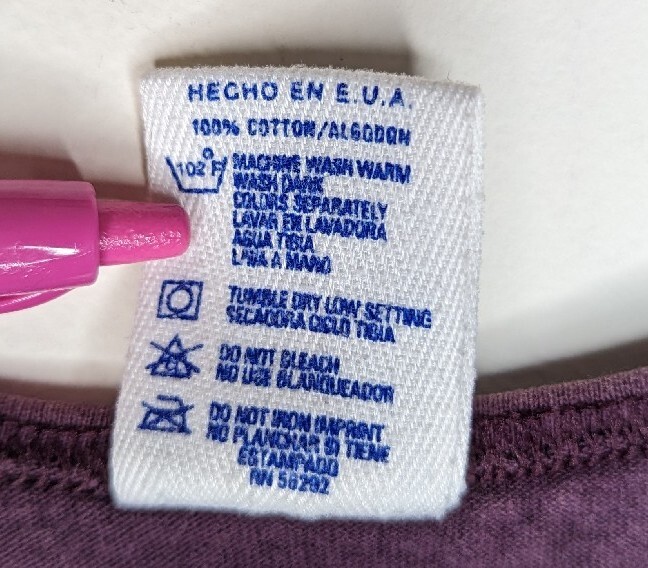 HECHO EN E.U.A.
100% COTTON/ALGODON
102°F
MACHINE WASH WARM
WASH DARK
COLORS SEPARATELY
LAVAR EN LAVADORA
AGUA TIBIA
LAVA A MANO
TUMBLE DRY LOW SETTING
SECADORA CICLO TIBIA
DO NOT BLEACH
NO USE BLANQUEADOR
DO NOT IRON IMPRINT
NO PLANCHAR SI TIENE
ESTAMPADO
RN 56292